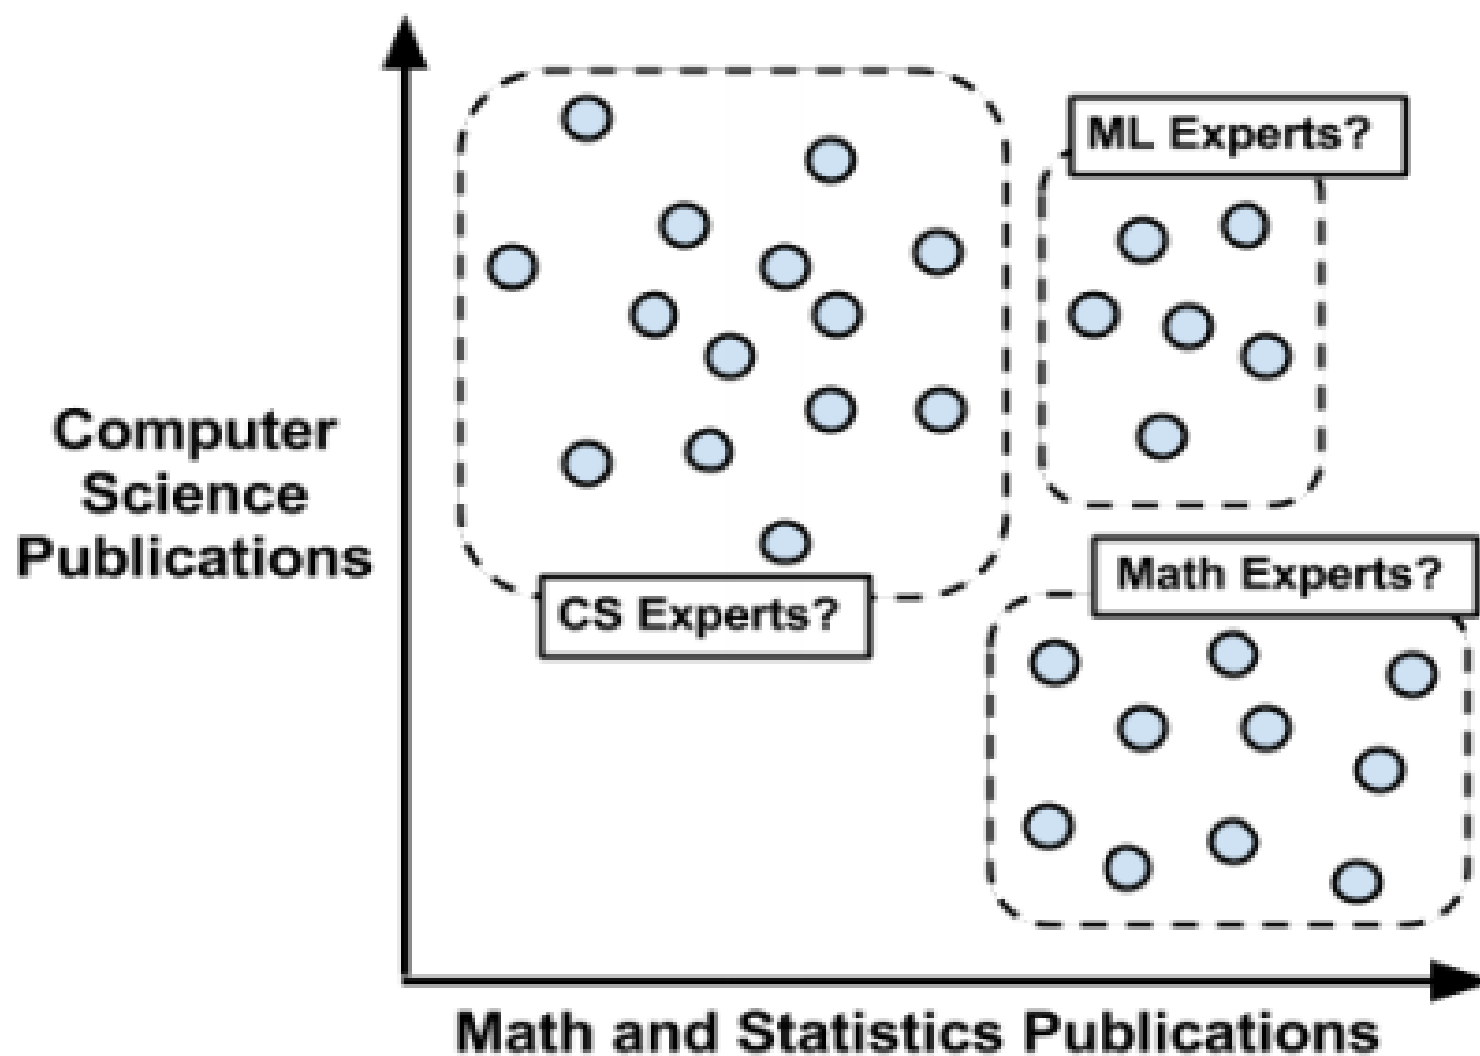 ML Experts?
Computer
Science
Publications
Math Experts?
CS Experts?
Math and Statistics Publications